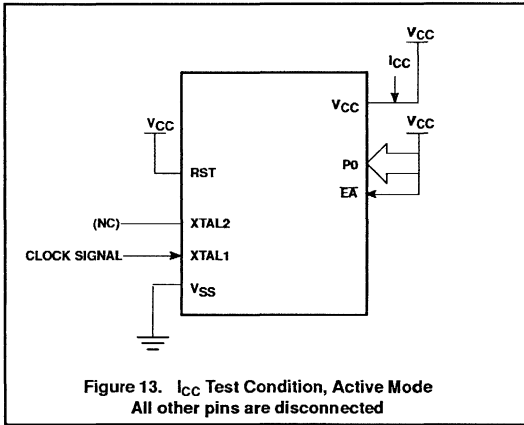 VCC
ICC
VCC
VCC
VCC
P0
RST
EA
(NC)
XTAL2
CLOCK SIGNAL
XTAL1
VSS
Figure 13. ICC Test Condition, Active Mode
All other pins are disconnected